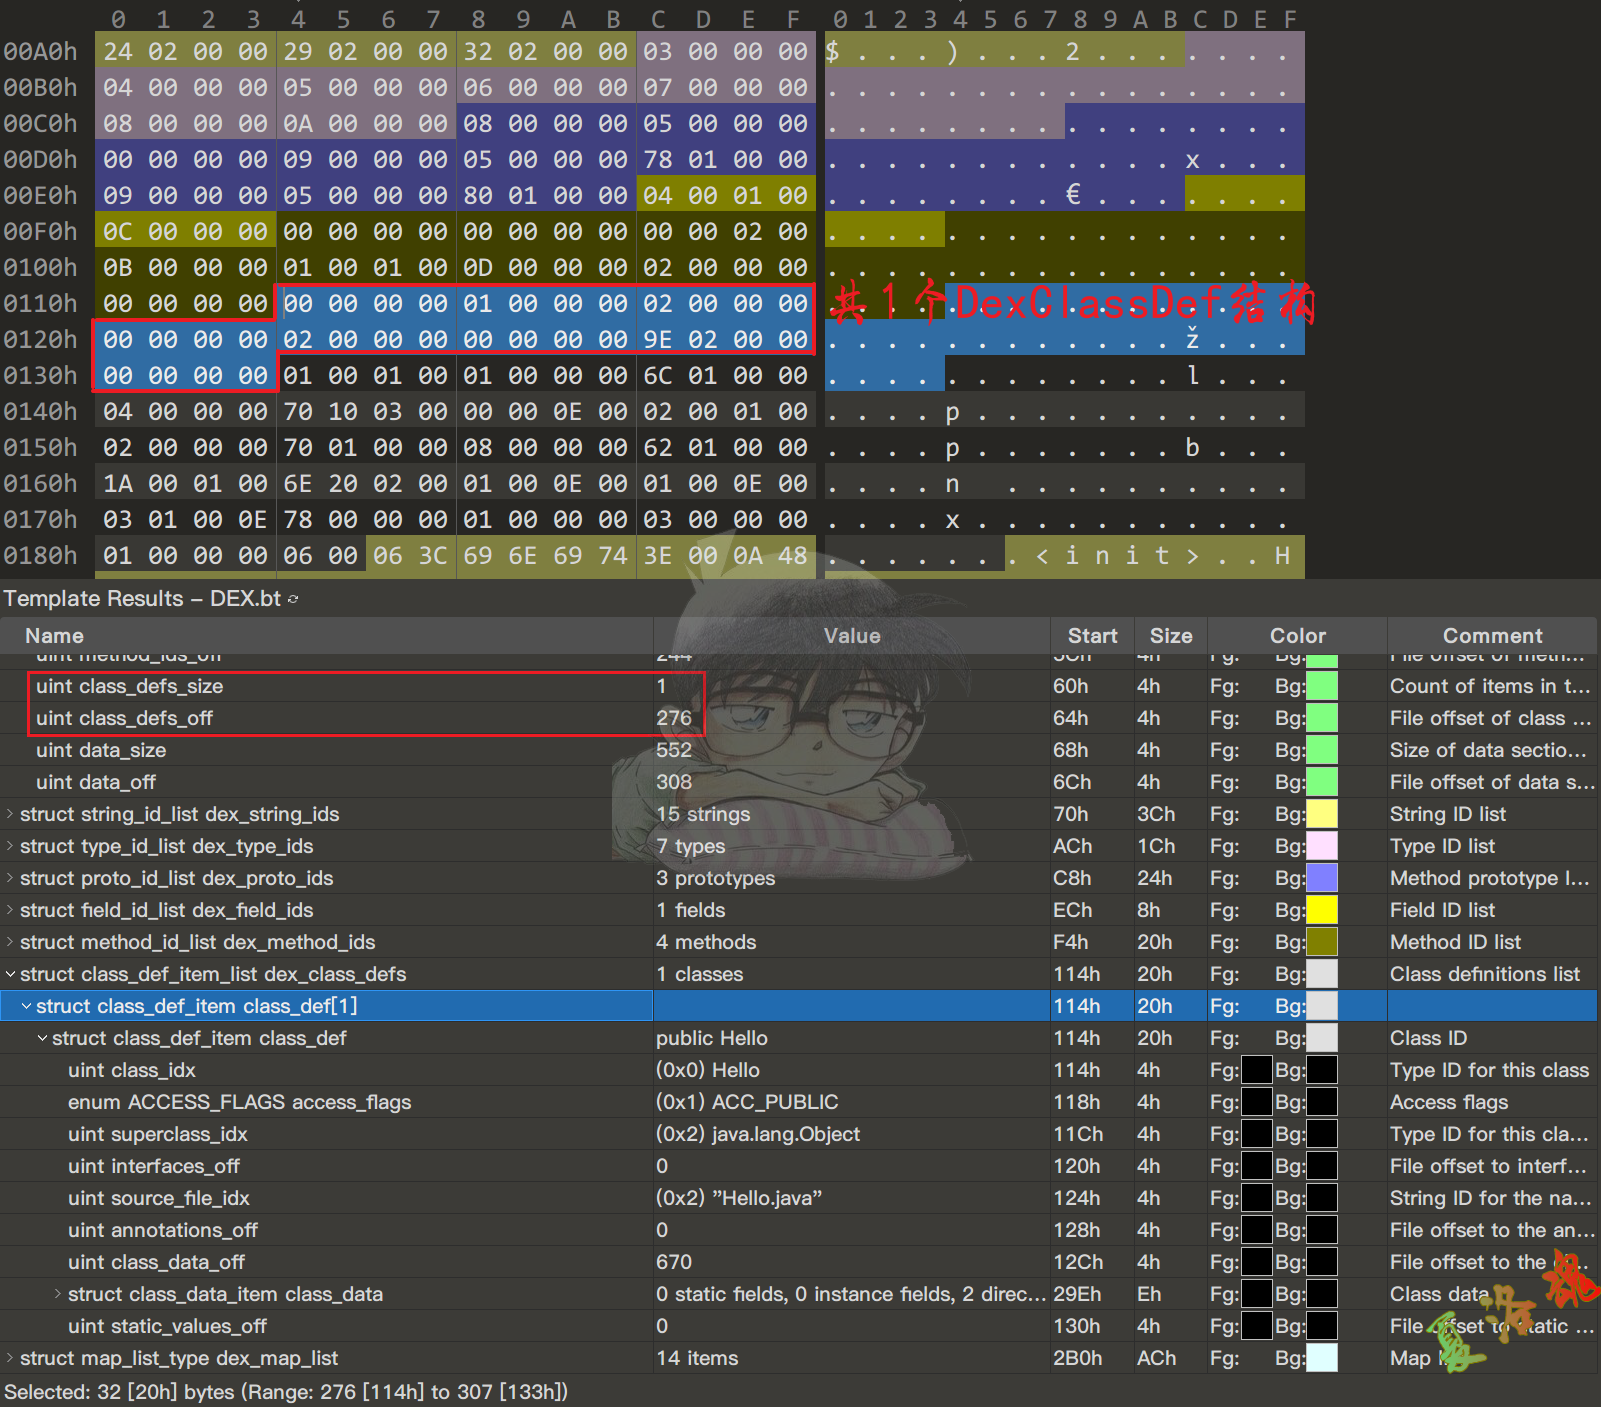 0 1 2 3 4 5 6 7 8 9 A B C D E F 0 1 2 3 4 5 6 7 8 9 A B C D E F
00A0h 24 02 00 00 29 02 00 00 32 02 00 00 03 00 00 00 $ . . . ) . . . 2 . . . . . . .
00B0h 04 00 00 00 05 00 00 00 06 00 00 00 07 00 00 00 . . . . . . . . . . . . . . . .
00C0h 08 00 00 00 0A 00 00 00 08 00 00 00 05 00 00 00 . . . . . . . . . . . . . . . .
00D0h 00 00 00 00 09 00 00 00 05 00 00 00 78 01 00 00 . . . . . . . . . . . . x . . .
00E0h 09 00 00 00 05 00 00 00 80 01 00 00 04 00 01 00 . . . . . . . . € . . . . . . .
00F0h 0C 00 00 00 00 00 00 00 00 00 00 00 00 00 02 00 . . . . . . . . . . . . . . . .
0100h 0B 00 00 00 01 00 01 00 0D 00 00 00 02 00 00 00 . . . . . . . . . . . . . . . .
0110h 00 00 00 00 00 00 00 00 01 00 00 00 02 00 00 00 . . . . . . . . . . . . . . . .
共1个DexClassDef结构
0120h 00 00 00 00 02 00 00 00 00 00 00 00 9E 02 00 00 . . . . . . . . . . . . ž . . .
0130h 00 00 00 00 01 00 01 00 01 00 00 00 6C 01 00 00 . . . . . . . . . . . . l . . .
0140h 04 00 00 00 70 10 03 00 00 00 0E 00 02 00 01 00 . . . . p . . . . . . . . . . .
0150h 02 00 00 00 70 01 00 00 08 00 00 00 62 01 00 00 . . . . p . . . . . . . b . . .
0160h 1A 00 01 00 6E 20 02 00 01 00 0E 00 01 00 0E 00 . . . . n . . . . . . . . . .
0170h 03 01 00 0E 78 00 00 00 01 00 00 00 03 00 00 00 . . . . x . . . . . . . . . . .
0180h 01 00 00 00 06 00 06 3C 69 6E 69 74 3E 00 0A 48 . . . . . . . < i n i t > . . H
Template Results – DEX.bt
Name Value Start Size Color Comment
uint method_ids_off 244 5Ch 4h Fg: Bg: File offset of meth...
uint class_defs_size 1 60h 4h Fg: Bg: Count of items in t...
uint class_defs_off 276 64h 4h Fg: Bg: File offset of class ...
uint data_size 552 68h 4h Fg: Bg: Size of data sectio...
uint data_off 308 6Ch 4h Fg: Bg: File offset of data s...
struct string_id_list dex_string_ids 15 strings 70h 3Ch Fg: Bg: String ID list
struct type_id_list dex_type_ids 7 types ACh 1Ch Fg: Bg: Type ID list
struct proto_id_list dex_proto_ids 3 prototypes C8h 24h Fg: Bg: Method prototype l...
struct field_id_list dex_field_ids 1 fields ECh 8h Fg: Bg: Field ID list
struct method_id_list dex_method_ids 4 methods F4h 20h Fg: Bg: Method ID list
struct class_def_item_list dex_class_defs 1 classes 114h 20h Fg: Bg: Class definitions list
struct class_def_item class_def[1] 114h 20h Fg: Bg:
struct class_def_item class_def public Hello 114h 20h Fg: Bg: Class ID
uint class_idx (0x0) Hello 114h 4h Fg: Bg: Type ID for this class
enum ACCESS_FLAGS access_flags (0x1) ACC_PUBLIC 118h 4h Fg: Bg: Access flags
uint superclass_idx (0x2) java.lang.Object 11Ch 4h Fg: Bg: Type ID for this cla...
uint interfaces_off 0 120h 4h Fg: Bg: File offset to interf...
uint source_file_idx (0x2) "Hello.java" 124h 4h Fg: Bg: String ID for the na...
uint annotations_off 0 128h 4h Fg: Bg: File offset to the an...
uint class_data_off 670 12Ch 4h Fg: Bg: File offset to the
struct class_data_item class_data 0 static fields, 0 instance fields, 2 direc... 29Eh Eh Fg: Bg: Class data
uint static_values_off 0 130h 4h Fg: Bg: File offset to static ...
struct map_list_type dex_map_list 14 items 2B0h ACh Fg: Bg: Map
Selected: 32 [20h] bytes (Range: 276 [114h] to 307 [133h])